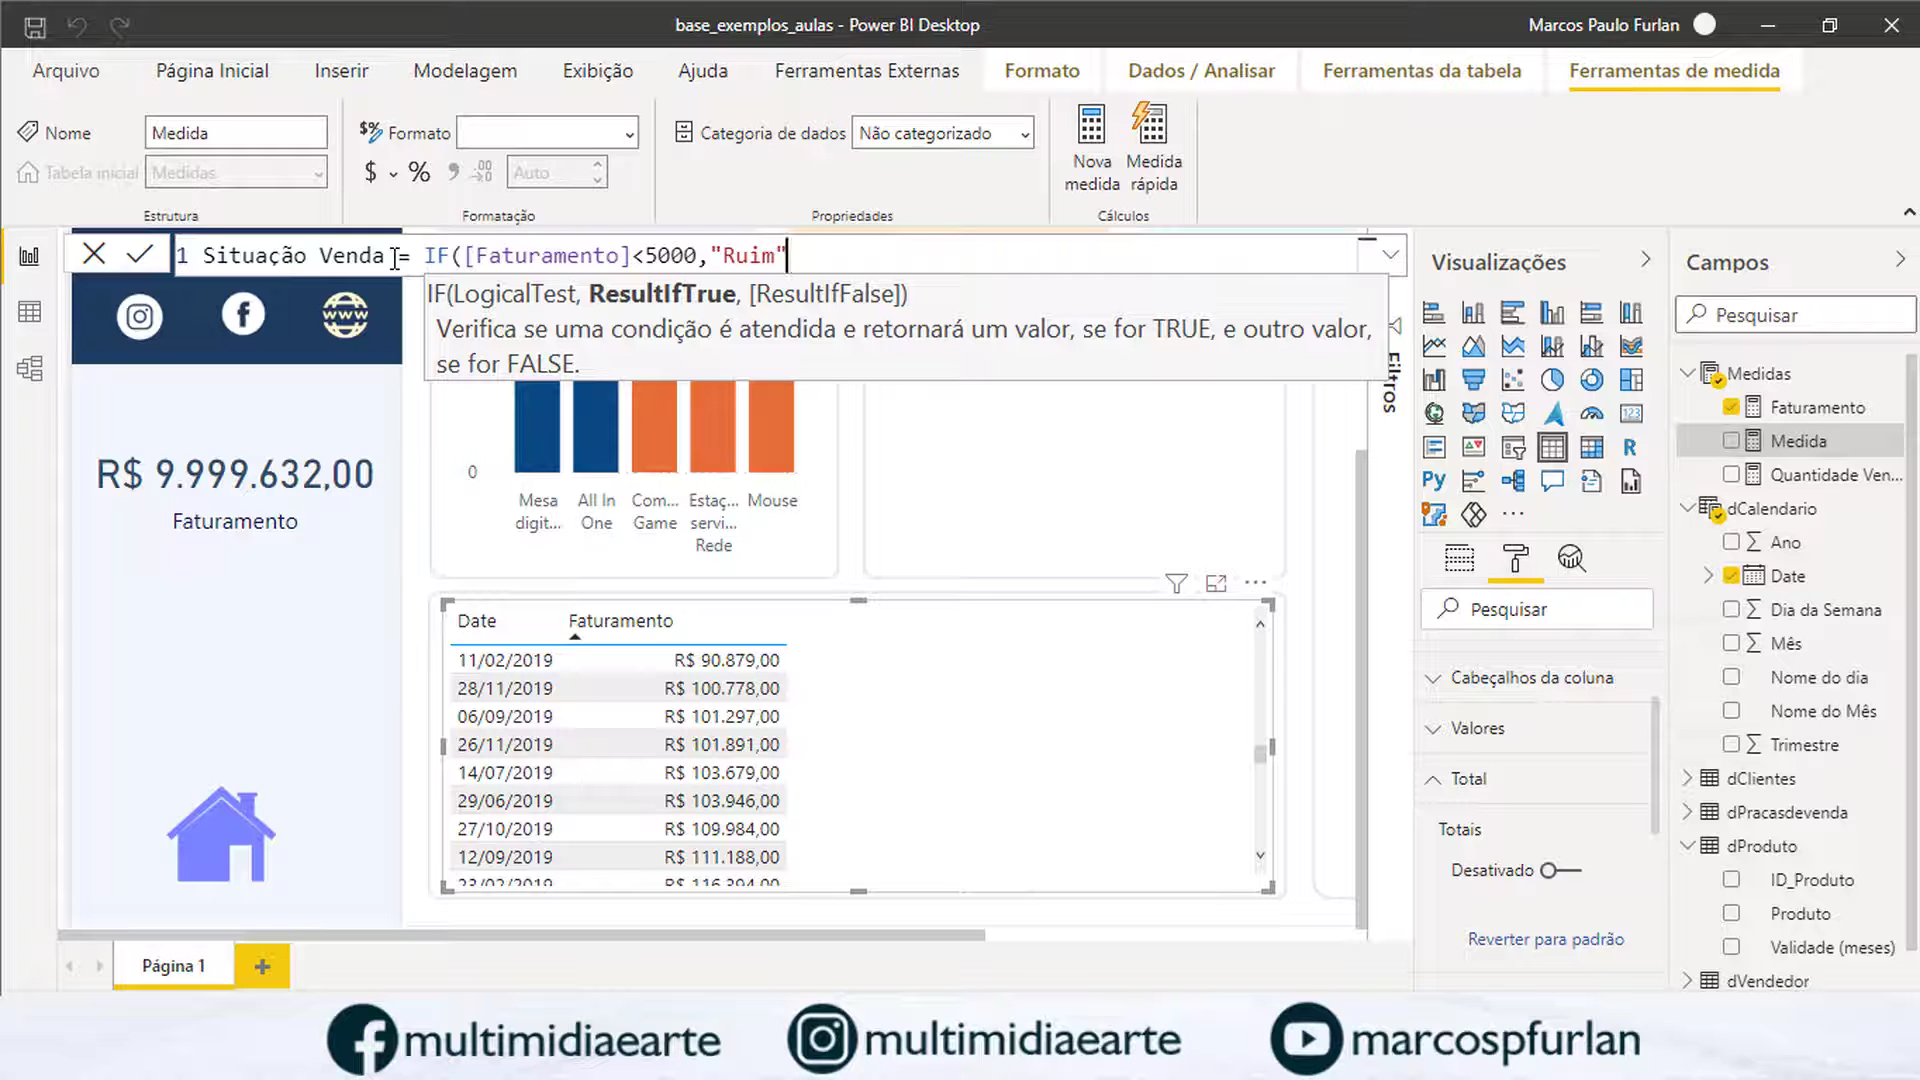 base_exemplos_aulas - Power BI Desktop
Marcos Paulo Furlan
Arquivo
Página Inicial
Inserir
Modelagem
Exibição
Ajuda
Ferramentas Externas
Formato
Dados / Analisar
Ferramentas da tabela
Ferramentas de medida
Nome
Medida
Formato
Categoria de dados
Não categorizado
Tabela inicial
Medidas
$
%
Auto
Nova medida
Medida rápida
Estrutura
Formatação
Propriedades
Cálculos
1 Situação Venda = IF([Faturamento]<5000,"Ruim"
IF(LogicalTest, ResultIfTrue, [ResultIfFalse])
Verifica se uma condição é atendida e retornará um valor, se for TRUE, e outro valor,
se for FALSE.
WWW
R$ 9.999.632,00
Faturamento
0
Mesa digit...
All In One
Com... Game
Estaç... servi... Rede
Mouse
Date Faturamento
11/02/2019 R$ 90.879,00
28/11/2019 R$ 100.778,00
06/09/2019 R$ 101.297,00
26/11/2019 R$ 101.891,00
14/07/2019 R$ 103.679,00
29/06/2019 R$ 103.946,00
27/10/2019 R$ 109.984,00
12/09/2019 R$ 111.188,00
23/02/2019 R$ 116.394,00
Filtros
Visualizações
123
R
Py
Pesquisar
Cabeçalhos da coluna
Valores
Total
Totais
Desativado
Reverter para padrão
Campos
Pesquisar
Medidas
Faturamento
Medida
Quantidade Ven...
dCalendario
Ano
Date
Dia da Semana
Mês
Nome do dia
Nome do Mês
Trimestre
dClientes
dPracasdevenda
dProduto
ID_Produto
Produto
Validade (meses)
dVendedor
Página 1
multimidiaearte
multimidiaearte
marcospfurlan